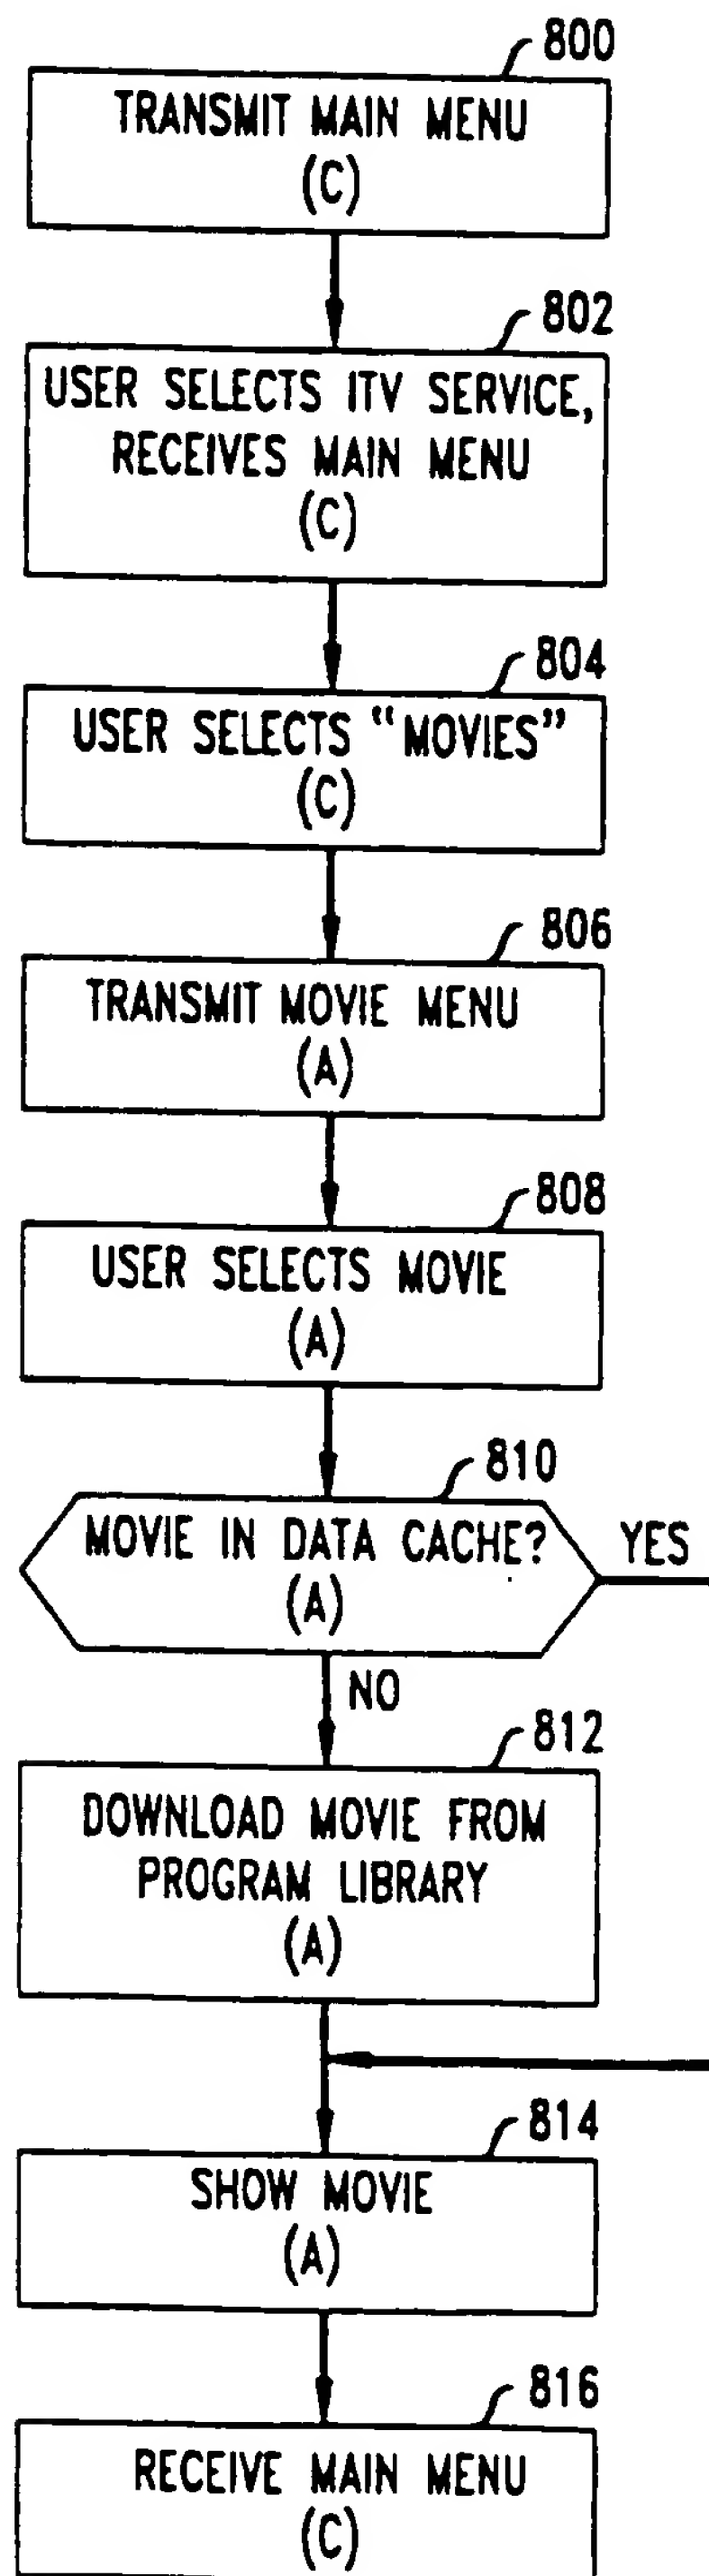 800
TRANSMIT MAIN MENU
(C)
802
USER SELECTS ITV SERVICE,
RECEIVES MAIN MENU
(C)
804
USER SELECTS "MOVIES"
(C)
806
TRANSMIT MOVIE MENU
(A)
808
USER SELECTS MOVIE
(A)
810
MOVIE IN DATA CACHE?
(A)
YES
NO
812
DOWNLOAD MOVIE FROM
PROGRAM LIBRARY
(A)
814
SHOW MOVIE
(A)
816
RECEIVE MAIN MENU
(C)